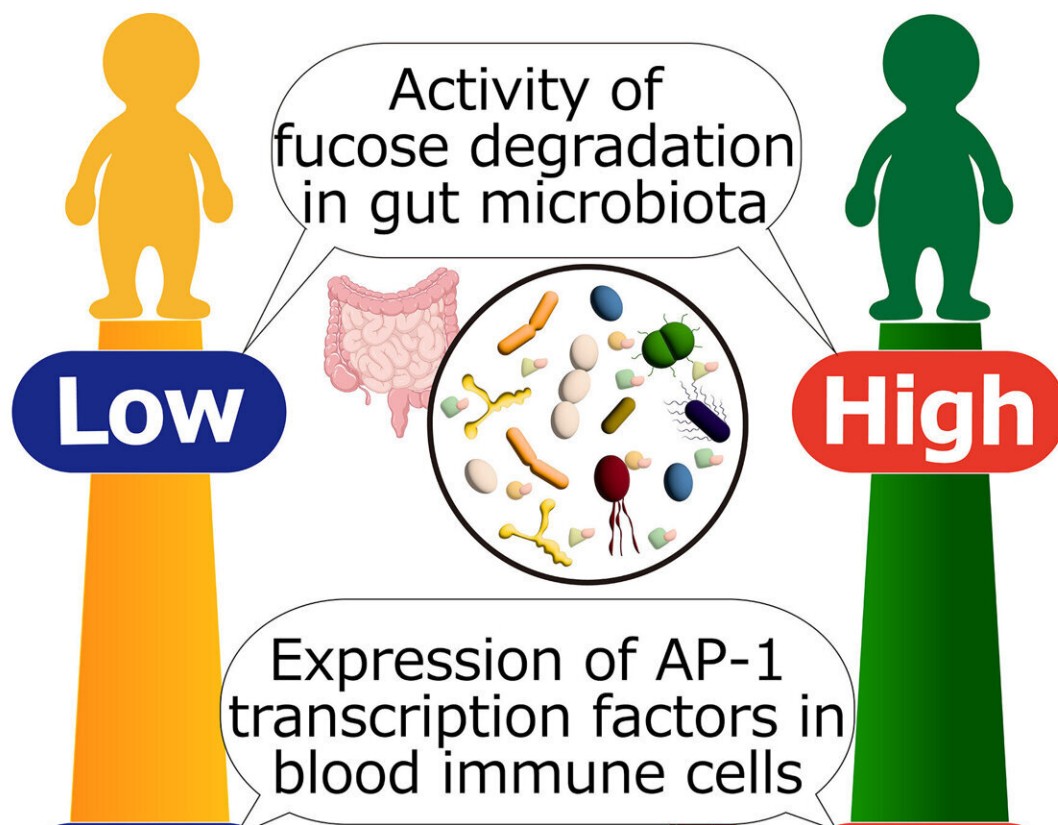 Activity of
fucose degradation
in gut microbiota
Low
High
Expression of AP-1
transcription factors in
blood immune cells